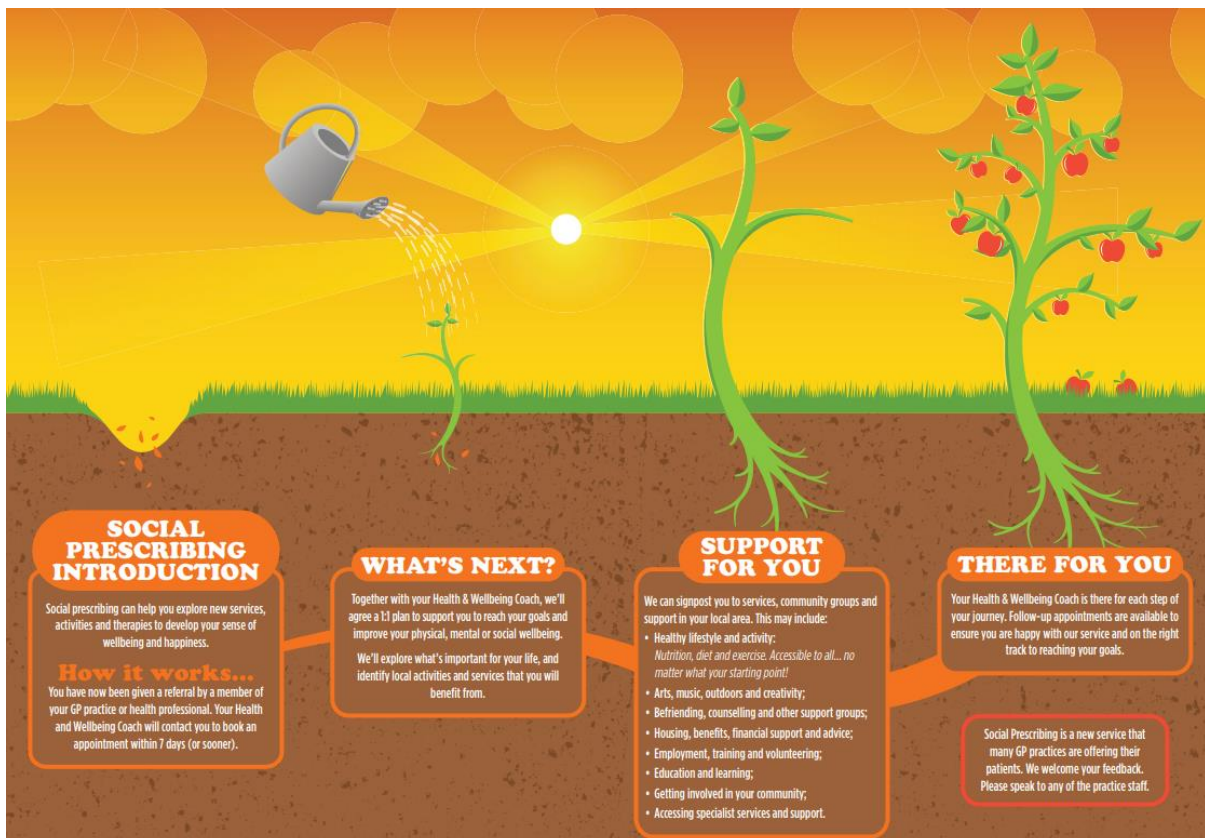 SOCIAL
PRESCRIBING
INTRODUCTION
Social prescribing can help you explore new services,
activities and therapies to develop your sense of
wellbeing and happiness.
How it works...
You have now been given a referral by a member of
your GP practice or health professional. Your Health
and Wellbeing Coach will contact you to book an
appointment within 7 days (or sooner).
WHAT'S NEXT?
Together with your Health & Wellbeing Coach, we'll
agree a 1:1 plan to support you to reach your goals and
improve your physical, mental or social wellbeing.
We'll explore what's important for your life, and
identify local activities and services that you will
benefit from.
SUPPORT
FOR YOU
We can signpost you to services, community groups and
support in your local area. This may include:
• Healthy lifestyle and activity:
Nutrition, diet and exercise. Accessible to all... no
matter what your starting point!
• Arts, music, outdoors and creativity;
• Befriending, counselling and other support groups;
• Housing, benefits, financial support and advice;
• Employment, training and volunteering;
• Education and learning;
• Getting involved in your community;
• Accessing specialist services and support.
THERE FOR YOU
Your Health & Wellbeing Coach is there for each step of
your journey. Follow-up appointments are available to
ensure you are happy with our service and on the right
track to reaching your goals.
Social Prescribing is a new service that
many GP practices are offering their
patients. We welcome your feedback.
Please speak to any of the practice staff.